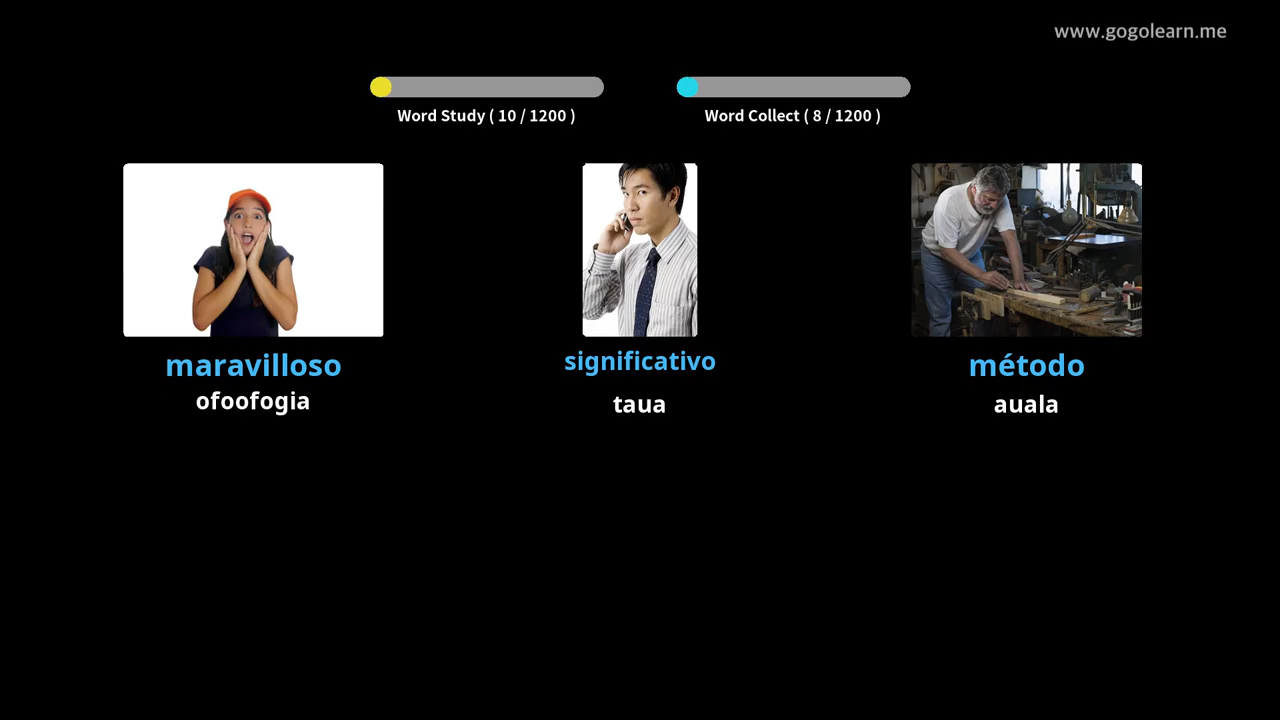 www.gogolearn.me
Word Study ( 10 / 1200 )
Word Collect ( 8 / 1200 )
maravilloso
ofoofogia
significativo
taua
método
auala